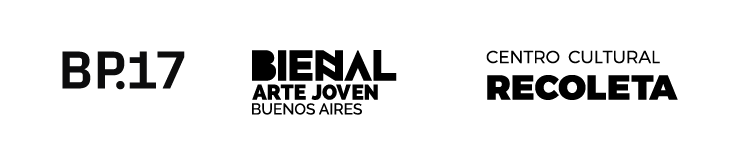 BP.17
BIENAL
ARTE JOVEN
BUENOS AIRES
CENTRO CULTURAL
RECOLETA